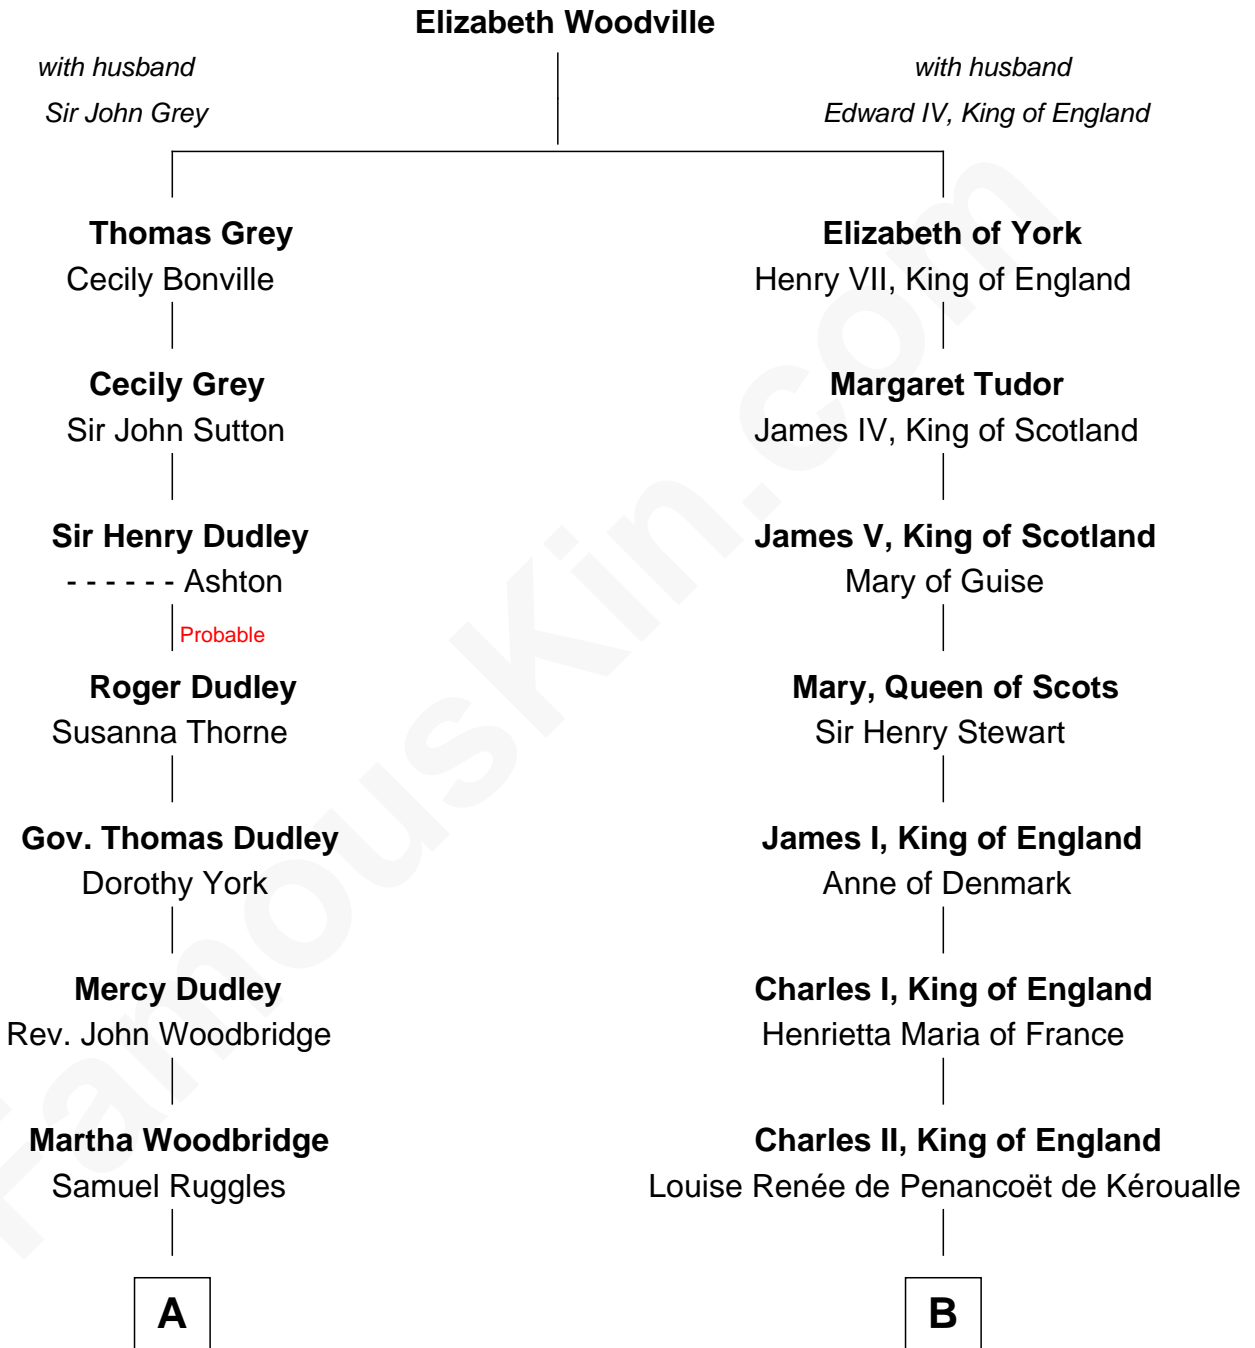 Elizabeth Woodville
with husband
Sir John Grey
with husband
Edward IV, King of England
Thomas Grey
Cecily Bonville
Elizabeth of York
Henry VII, King of England
Cecily Grey
Sir John Sutton
Margaret Tudor
James IV, King of Scotland
Sir Henry Dudley
- - - - - - Ashton
Probable
James V, King of Scotland
Mary of Guise
Roger Dudley
Susanna Thorne
Mary, Queen of Scots
Sir Henry Stewart
Gov. Thomas Dudley
Dorothy York
James I, King of England
Anne of Denmark
Mercy Dudley
Rev. John Woodbridge
Charles I, King of England
Henrietta Maria of France
Martha Woodbridge
Samuel Ruggles
Charles II, King of England
Louise Renée de Penancoët de Kéroualle
A
B
FamousKin.com